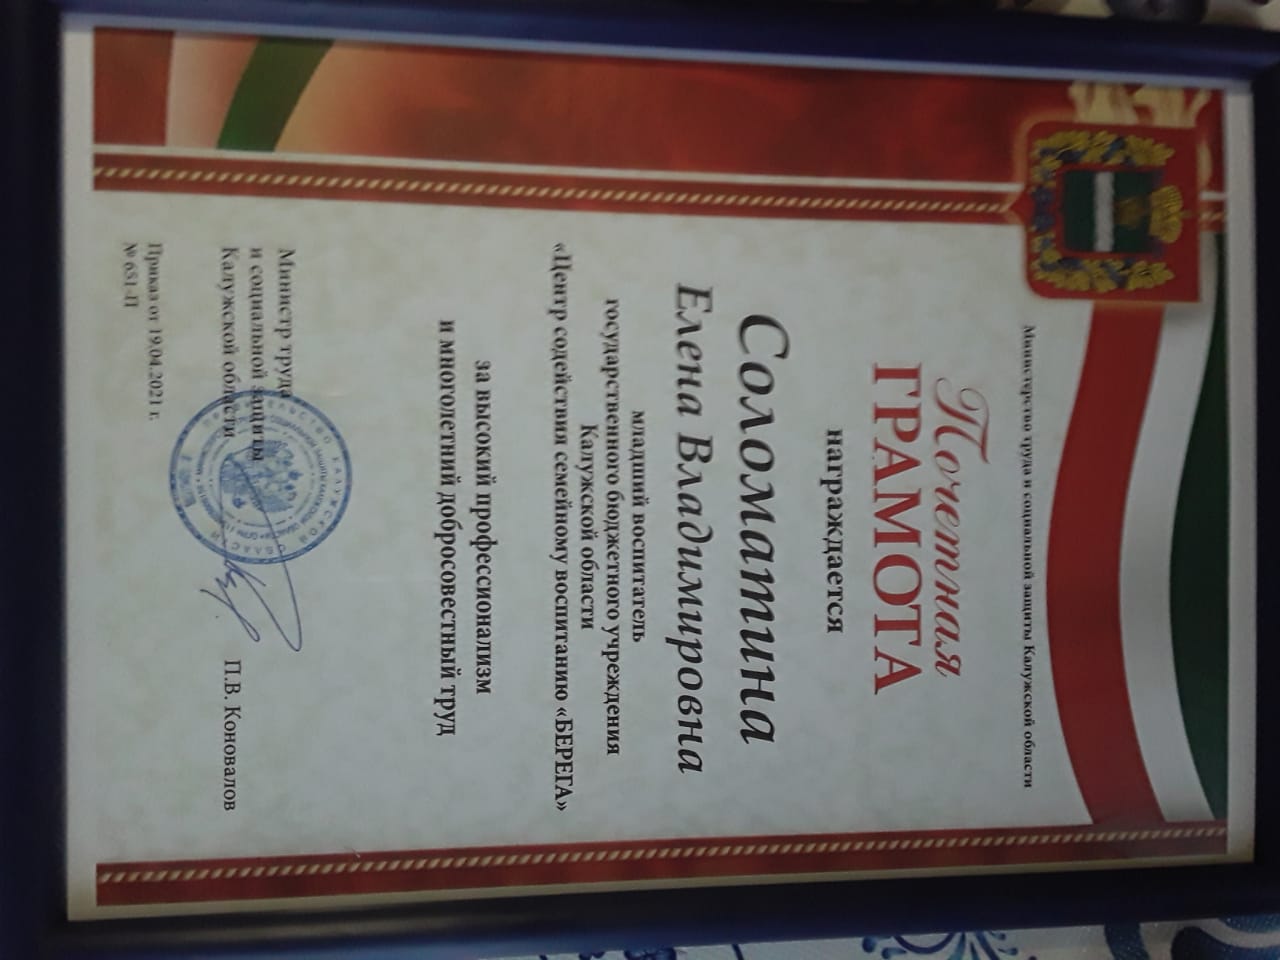 Министерство труда и социальной защиты Калужской области
Почетная
ГРАМОТА
награждается
Соломатина
Елена Владимировна
младший воспитатель
государственного бюджетного учреждения
Калужской области
«Центр содействия семейному воспитанию «БЕРЕГА»
за высокий профессионализм
и многолетний добросовестный труд
Министр труда
и социальной защиты
Калужской области
П.В. Коновалов
Приказ от 19.04.2021 г.
№ 651-П